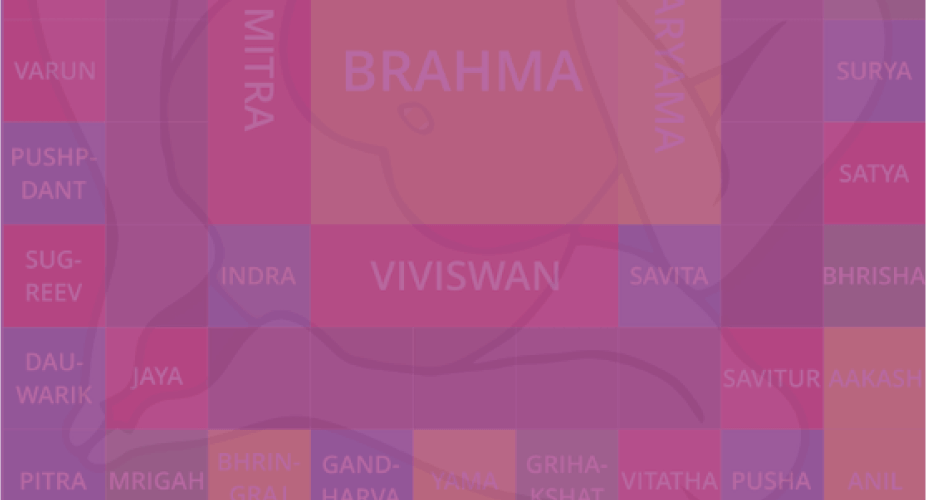 MITRA
ARYAMA
VARUN
BRAHMA
SURYA
PUSHP-
DANT
SATYA
SUG-
REEV
INDRA
VIVISWAN
SAVITA
BHRISHA
DAU-
WARIK
JAYA
SAVITUR
AAKASH
PITRA
MRIGAH
BHRIN-
GRAJ
GAND-
HARVA
YAMA
GRIHA-
KSHAT
VITATHA
PUSHA
ANIL